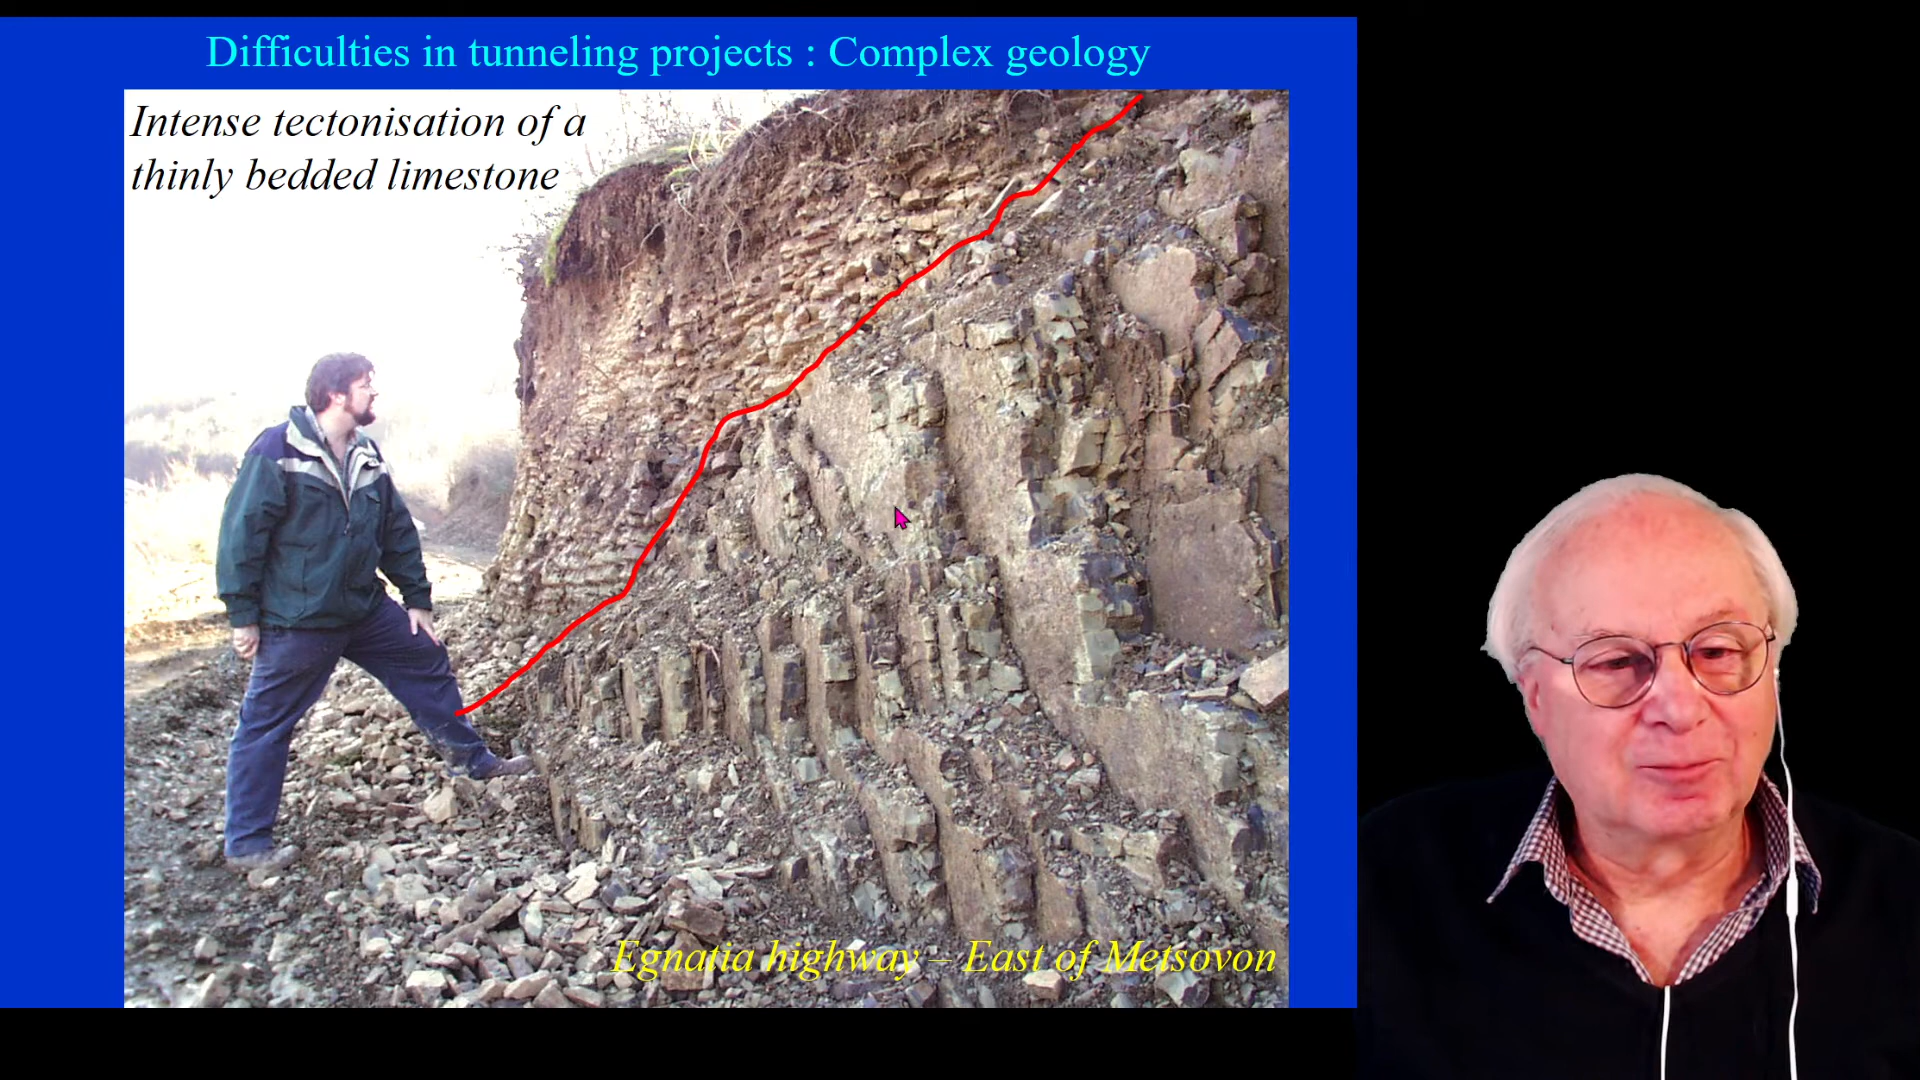 Difficulties in tunneling projects : Complex geology
Intense tectonisation of a
thinly bedded limestone
Egnatia highway – East of Metsovon